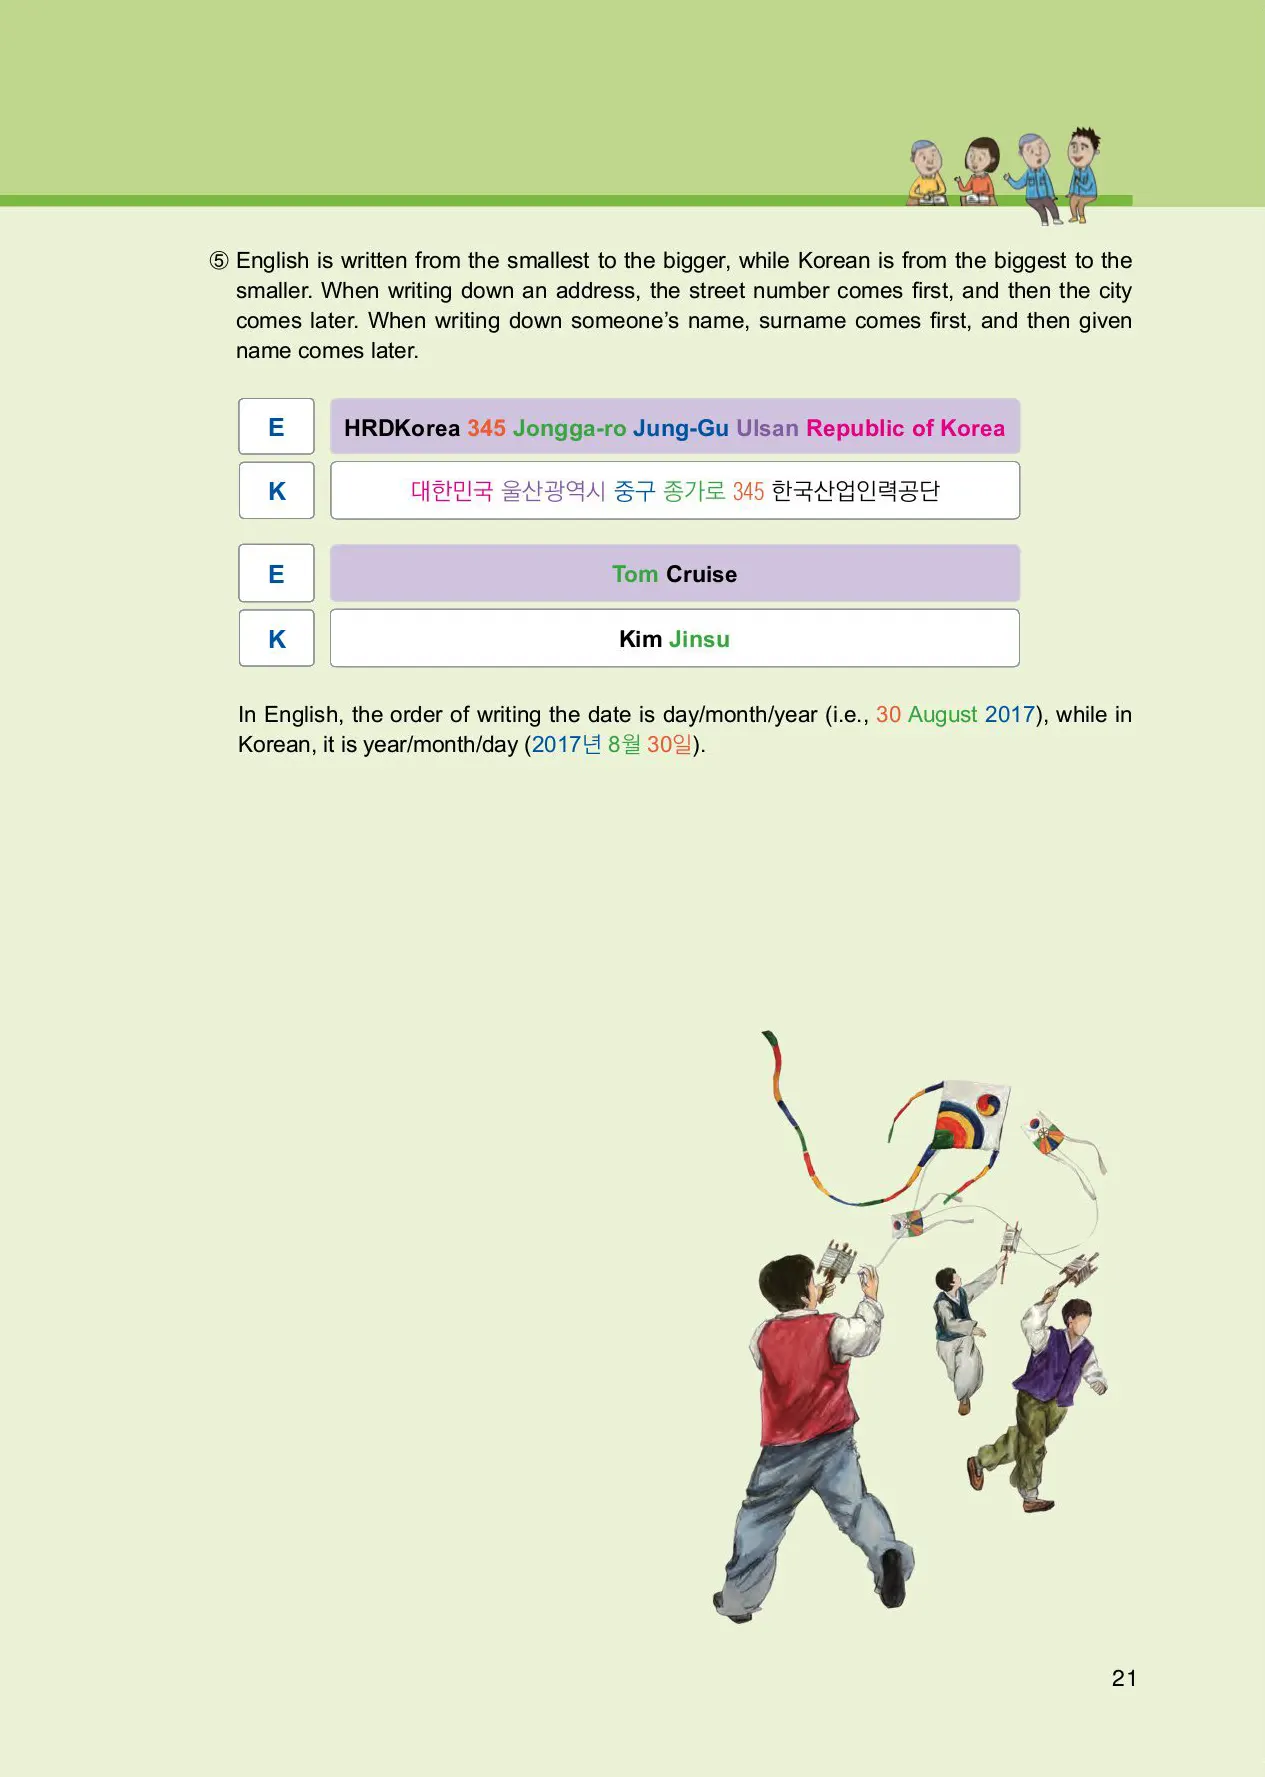 ⑤ English is written from the smallest to the bigger, while Korean is from the biggest to the
smaller. When writing down an address, the street number comes first, and then the city
comes later. When writing down someone’s name, surname comes first, and then given
name comes later.
E
HRDKorea 345 Jongga-ro Jung-Gu Ulsan Republic of Korea
K
대한민국 울산광역시 중구 종가로 345 한국산업인력공단
E
Tom Cruise
K
Kim Jinsu
In English, the order of writing the date is day/month/year (i.e., 30 August 2017), while in
Korean, it is year/month/day (2017년 8월 30일).
21